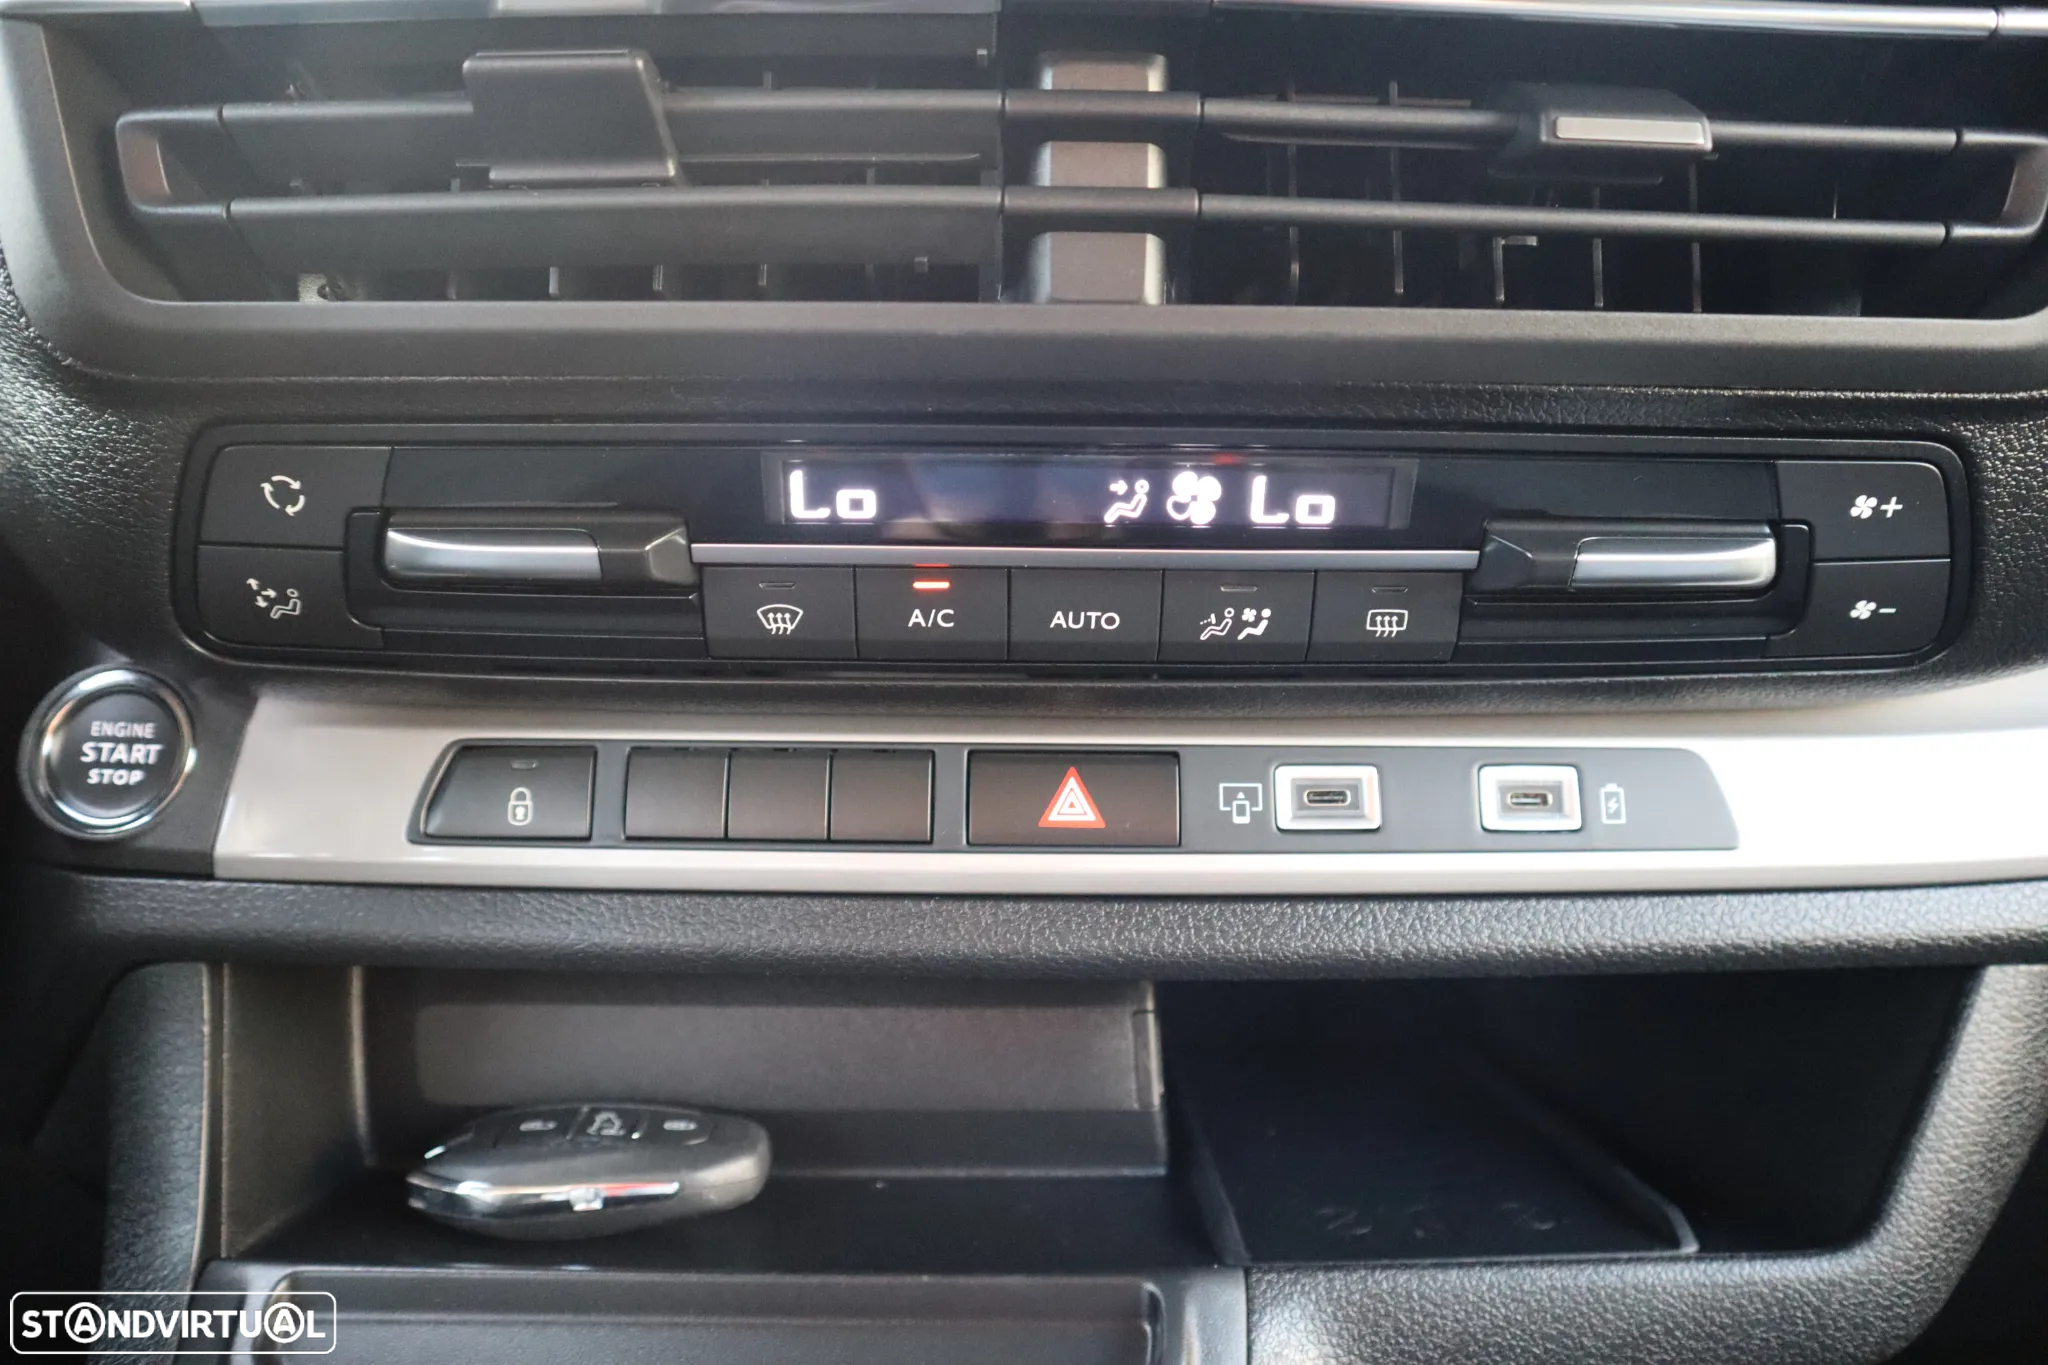 Lo Lo
+
A/C AUTO
-
ENGINE
START
STOP
STANDVIRTUAL